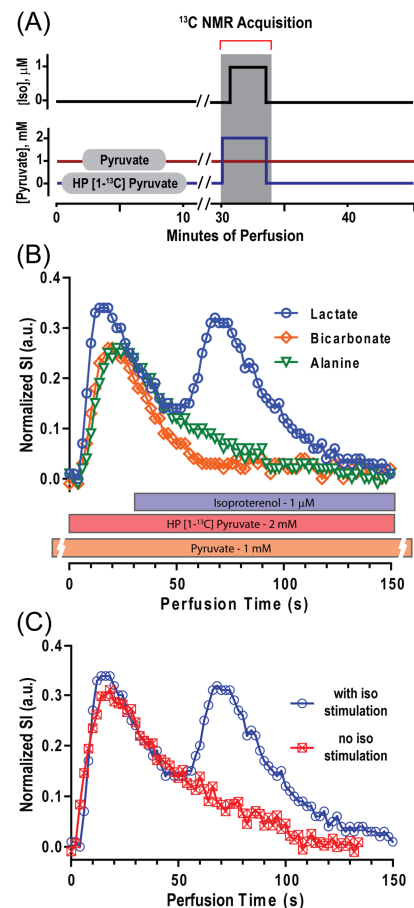 (A)
¹³C NMR Acquisition
[Iso], μM
1
0
//
//
[Pyruvate], mM
2
1
0
Pyruvate
HP [1-¹³C] Pyruvate
//
//
0
10
30
40
Minutes of Perfusion
(B)
Normalized SI (a.u.)
0.4
0.3
0.2
0.1
0.0
Lactate
Bicarbonate
Alanine
Isoproterenol - 1 μM
HP [1-¹³C] Pyruvate - 2 mM
Pyruvate - 1 mM
0
50
100
150
Perfusion Time (s)
(C)
Normalized SI (a.u.)
0.4
0.3
0.2
0.1
0.0
with iso
stimulation
no iso
stimulation
0
50
100
150
Perfusion Time (s)